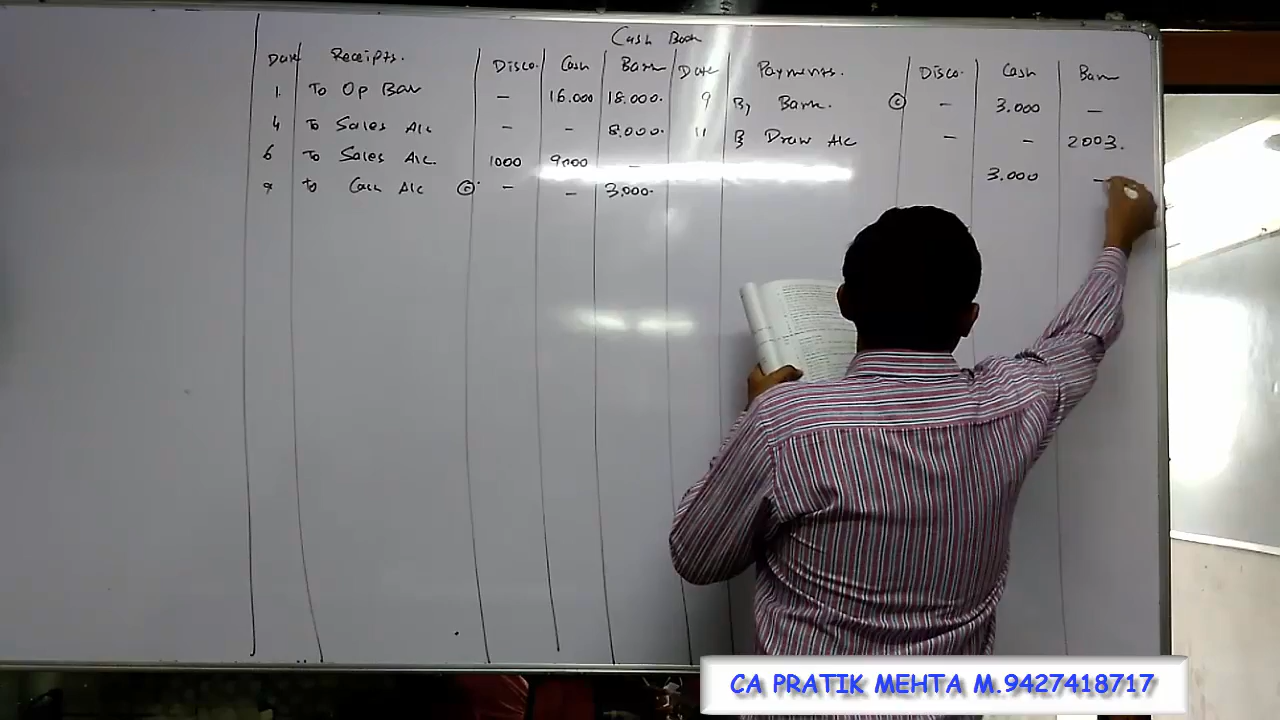 Cash Book
Date Receipts. Disco. Cash Bank Date Payments. Disco. Cash Bank
1 To Op Bal — 16.000 18.000. 9 By Bank. (C) — 3.000 —
4 To Sales A/c — — 8.000. 11 By Draw A/c — — 2003.
6 To Sales A/c 1000 9000 — 3.000 —
To Cash A/c (C) — — 3.000.
CA PRATIK MEHTA M.9427418717